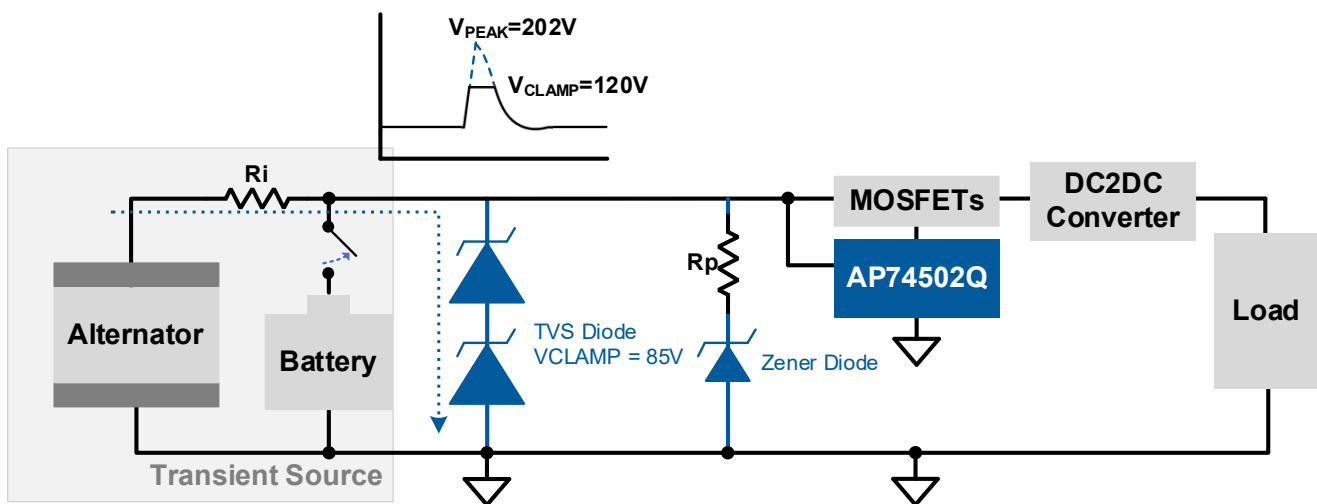 VPEAK=202V
VCLAMP=120V
Ri
MOSFETs
DC2DC
Converter
Rp
AP74502Q
Alternator
Battery
TVS Diode
VCLAMP = 85V
Zener Diode
Load
Transient Source